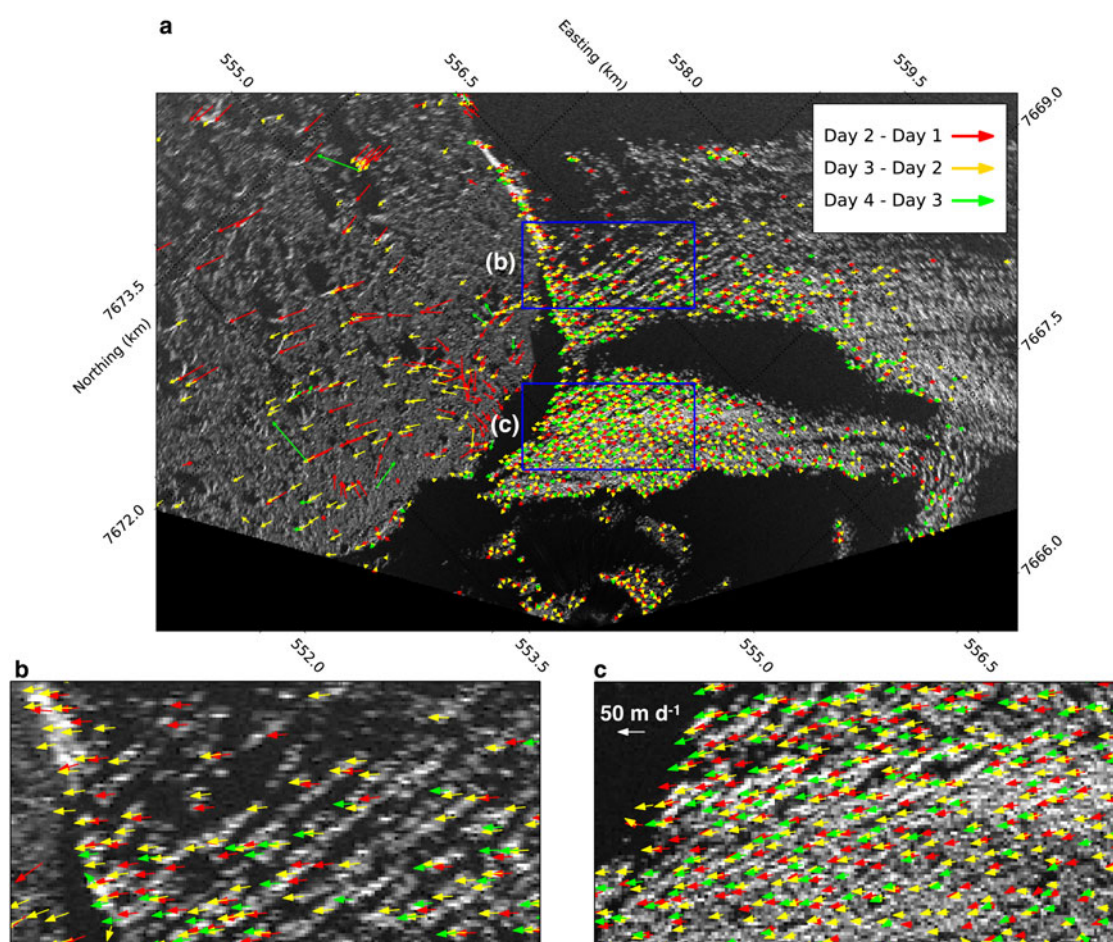 a
Easting (km)
555.0
556.5
558.0
559.5
7669.0
Day 2 - Day 1
Day 3 - Day 2
Day 4 - Day 3
(b)
7673.5
Northing (km)
7667.5
(c)
7672.0
7666.0
b
552.0
553.5
c
555.0
556.5
50 m d-1